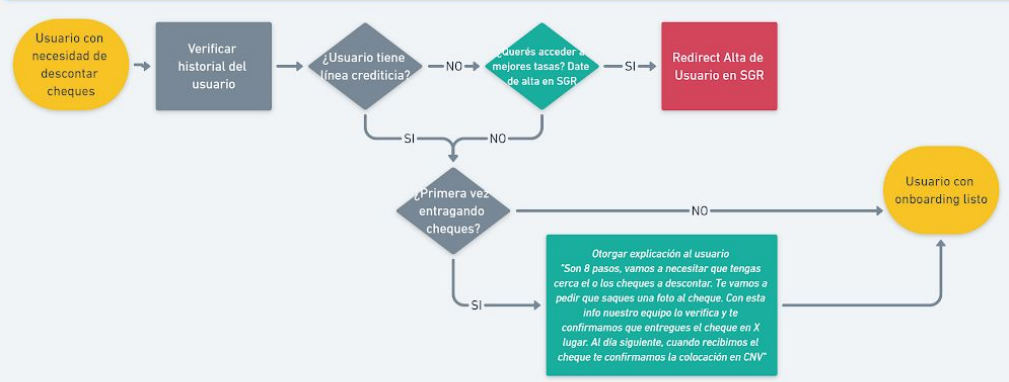 Usuario con
necesidad de
descontar
cheques
Verificar
historial del
usuario
¿Usuario tiene
línea crediticia?
NO
¿Querés acceder a
mejores tasas? Date
de alta en SGR
SI
Redirect Alta de
Usuario en SGR
SI
NO
¿Primera vez
entragando
cheques?
NO
Usuario con
onboarding listo
SI
Otorgar explicación al usuario
"Son 8 pasos, vamos a necesitar que tengas
cerca el o los cheques a descontar. Te vamos a
pedir que saques una foto al cheque. Con esta
info nuestro equipo lo verifica y te
confirmamos que entregues el cheque en X
lugar. Al día siguiente, cuando recibimos el
cheque te confirmamos la colocación en CNV"